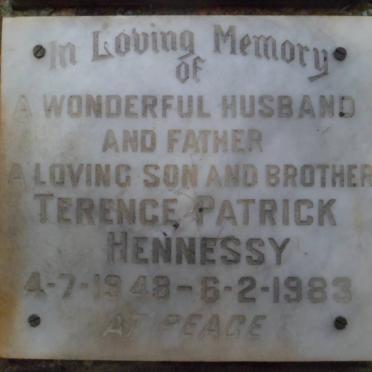 In Loving Memory
of
A WONDERFUL HUSBAND
AND FATHER
A LOVING SON AND BROTHER
TERENCE PATRICK
HENNESSY
4-7-1948-6-2-1983
AT PEACE